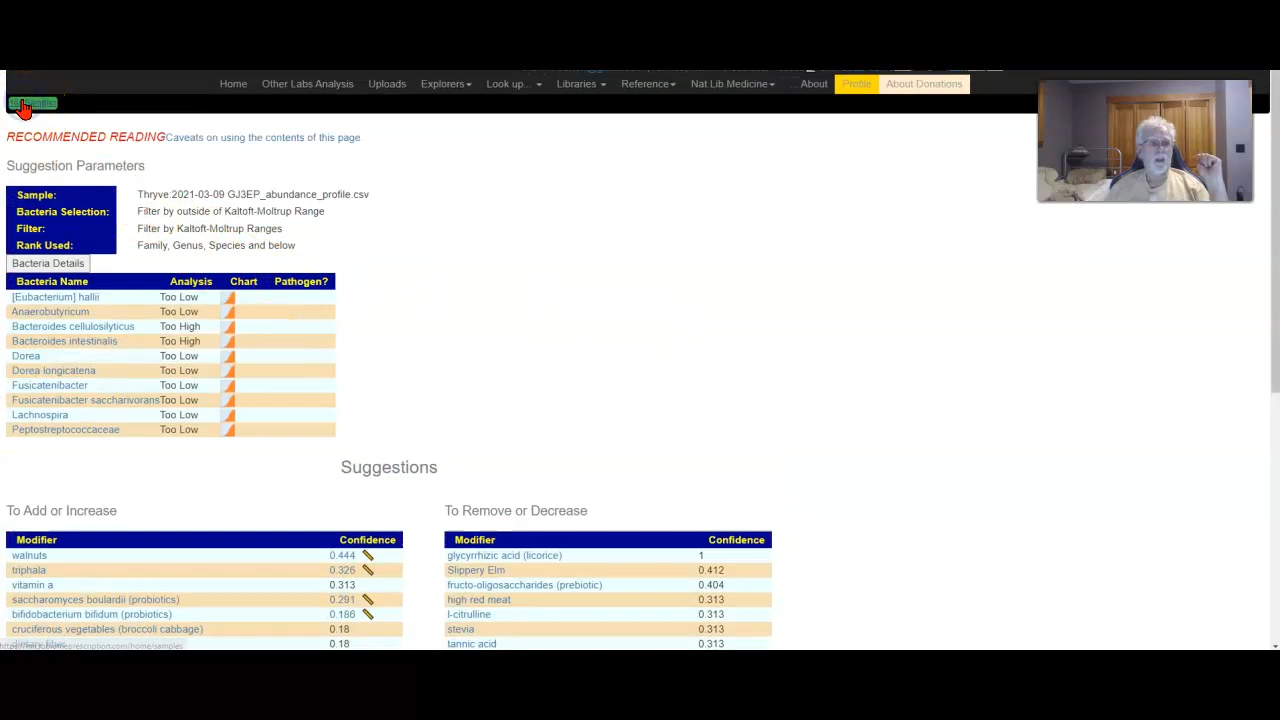 Home Other Labs Analysis Uploads Explorers Look up... Libraries Reference Nat.Lib.Medicine ... About Profile About Donations
RECOMMENDED READING Caveats on using the contents of this page.
Suggestion Parameters
Sample: Thryve:2021-03-09 GJ3EP_abundance_profile.csv
Bacteria Selection: Filter by outside of Kaltoft-Moltrup Range
Filter: Filter by Kaltoft-Moltrup Ranges
Rank Used: Family, Genus, Species and below
Bacteria Details
Bacteria Name Analysis Chart Pathogen?
[Eubacterium] hallii Too Low
Anaerobutyricum Too Low
Bacteroides cellulosilyticus Too High
Bacteroides intestinalis Too High
Dorea Too Low
Dorea longicatena Too Low
Fusicatenibacter Too Low
Fusicatenibacter saccharivorans Too Low
Lachnospira Too Low
Peptostreptococcaceae Too Low
Suggestions
To Add or Increase To Remove or Decrease
Modifier Confidence Modifier Confidence
walnuts 0.444 glycyrrhizic acid (licorice) 1
triphala 0.326 Slippery Elm 0.412
vitamin a 0.313 fructo-oligosaccharides (prebiotic) 0.404
saccharomyces boulardii (probiotics) 0.291 high red meat 0.313
bifidobacterium bifidum (probiotics) 0.186 l-citrulline 0.313
cruciferous vegetables (broccoli cabbage) 0.18 stevia 0.313
0.18 tannic acid 0.313